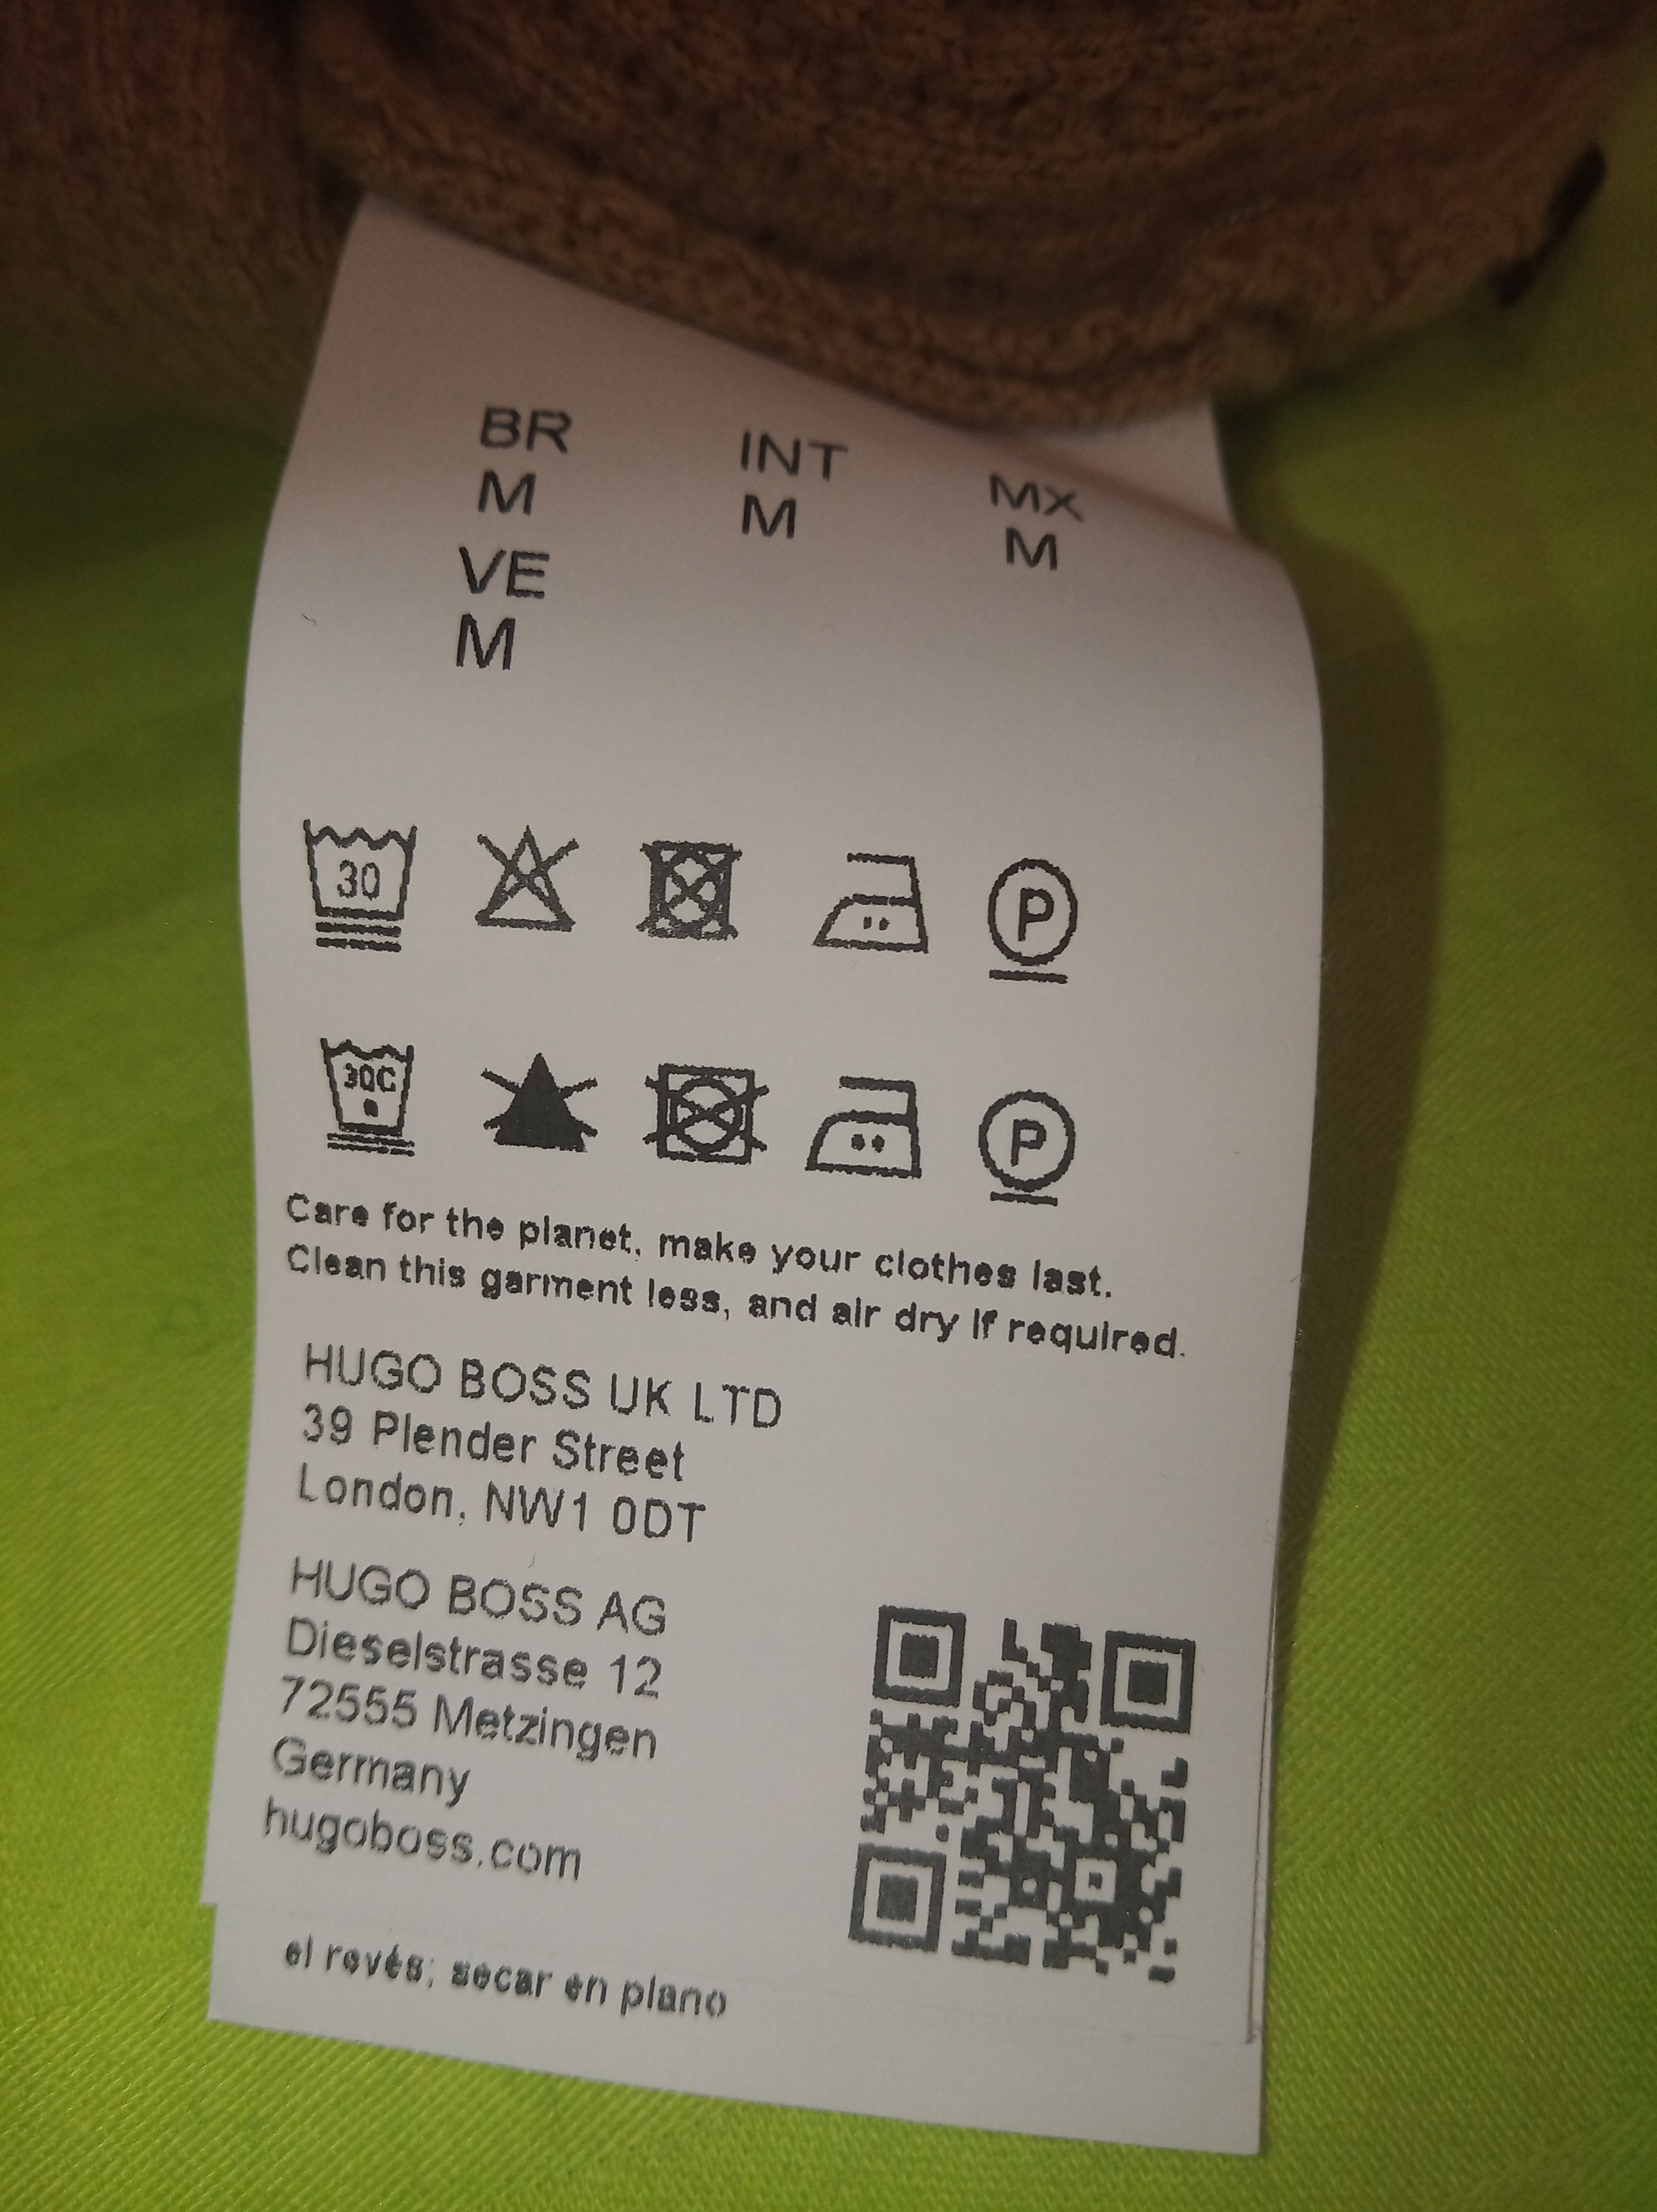 BR INT MX
M M M
VE
M
30 P
30C P
Care for the planet, make your clothes last.
Clean this garment less, and air dry if required.
HUGO BOSS UK LTD
39 Plender Street
London, NW1 0DT
HUGO BOSS AG
Dieselstrasse 12
72555 Metzingen
Germany
hugoboss.com
el revés; secar en plano